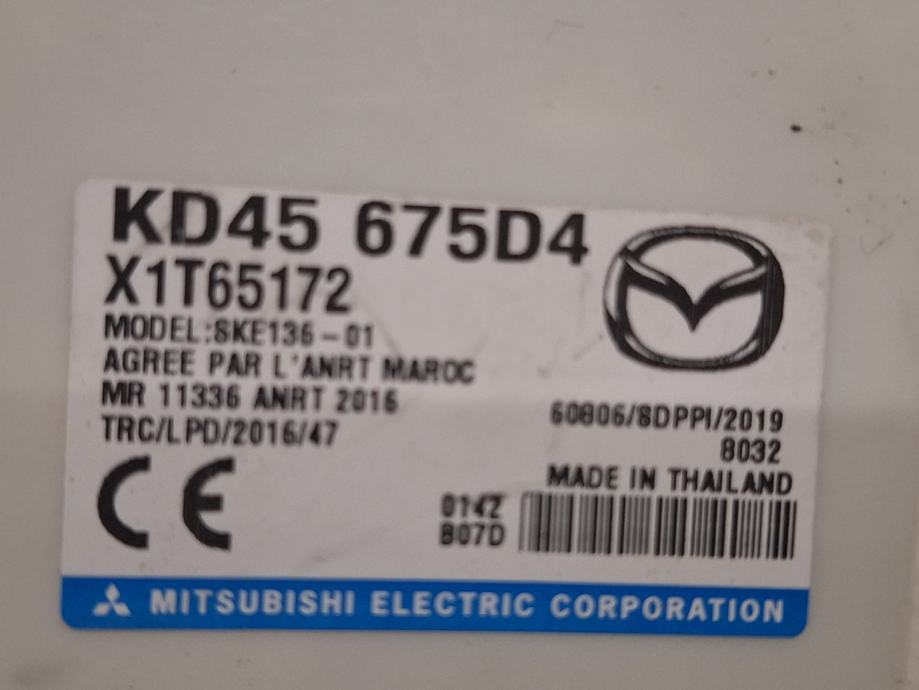 KD45 675D4
X1T65172
MODEL:SKE136-01
AGREE PAR L'ANRT MAROC
MR 11336 ANRT 2016
TRC/LPD/2016/47
60806/SDPPI/2019
8032
MADE IN THAILAND
014Z
B07D
CE
MITSUBISHI ELECTRIC CORPORATION